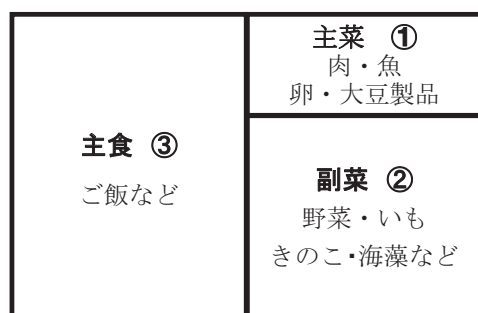 主食 ③
ご飯など
主菜 ①
肉・魚
卵・大豆製品
副菜 ②
野菜・いも
きのこ・海藻など